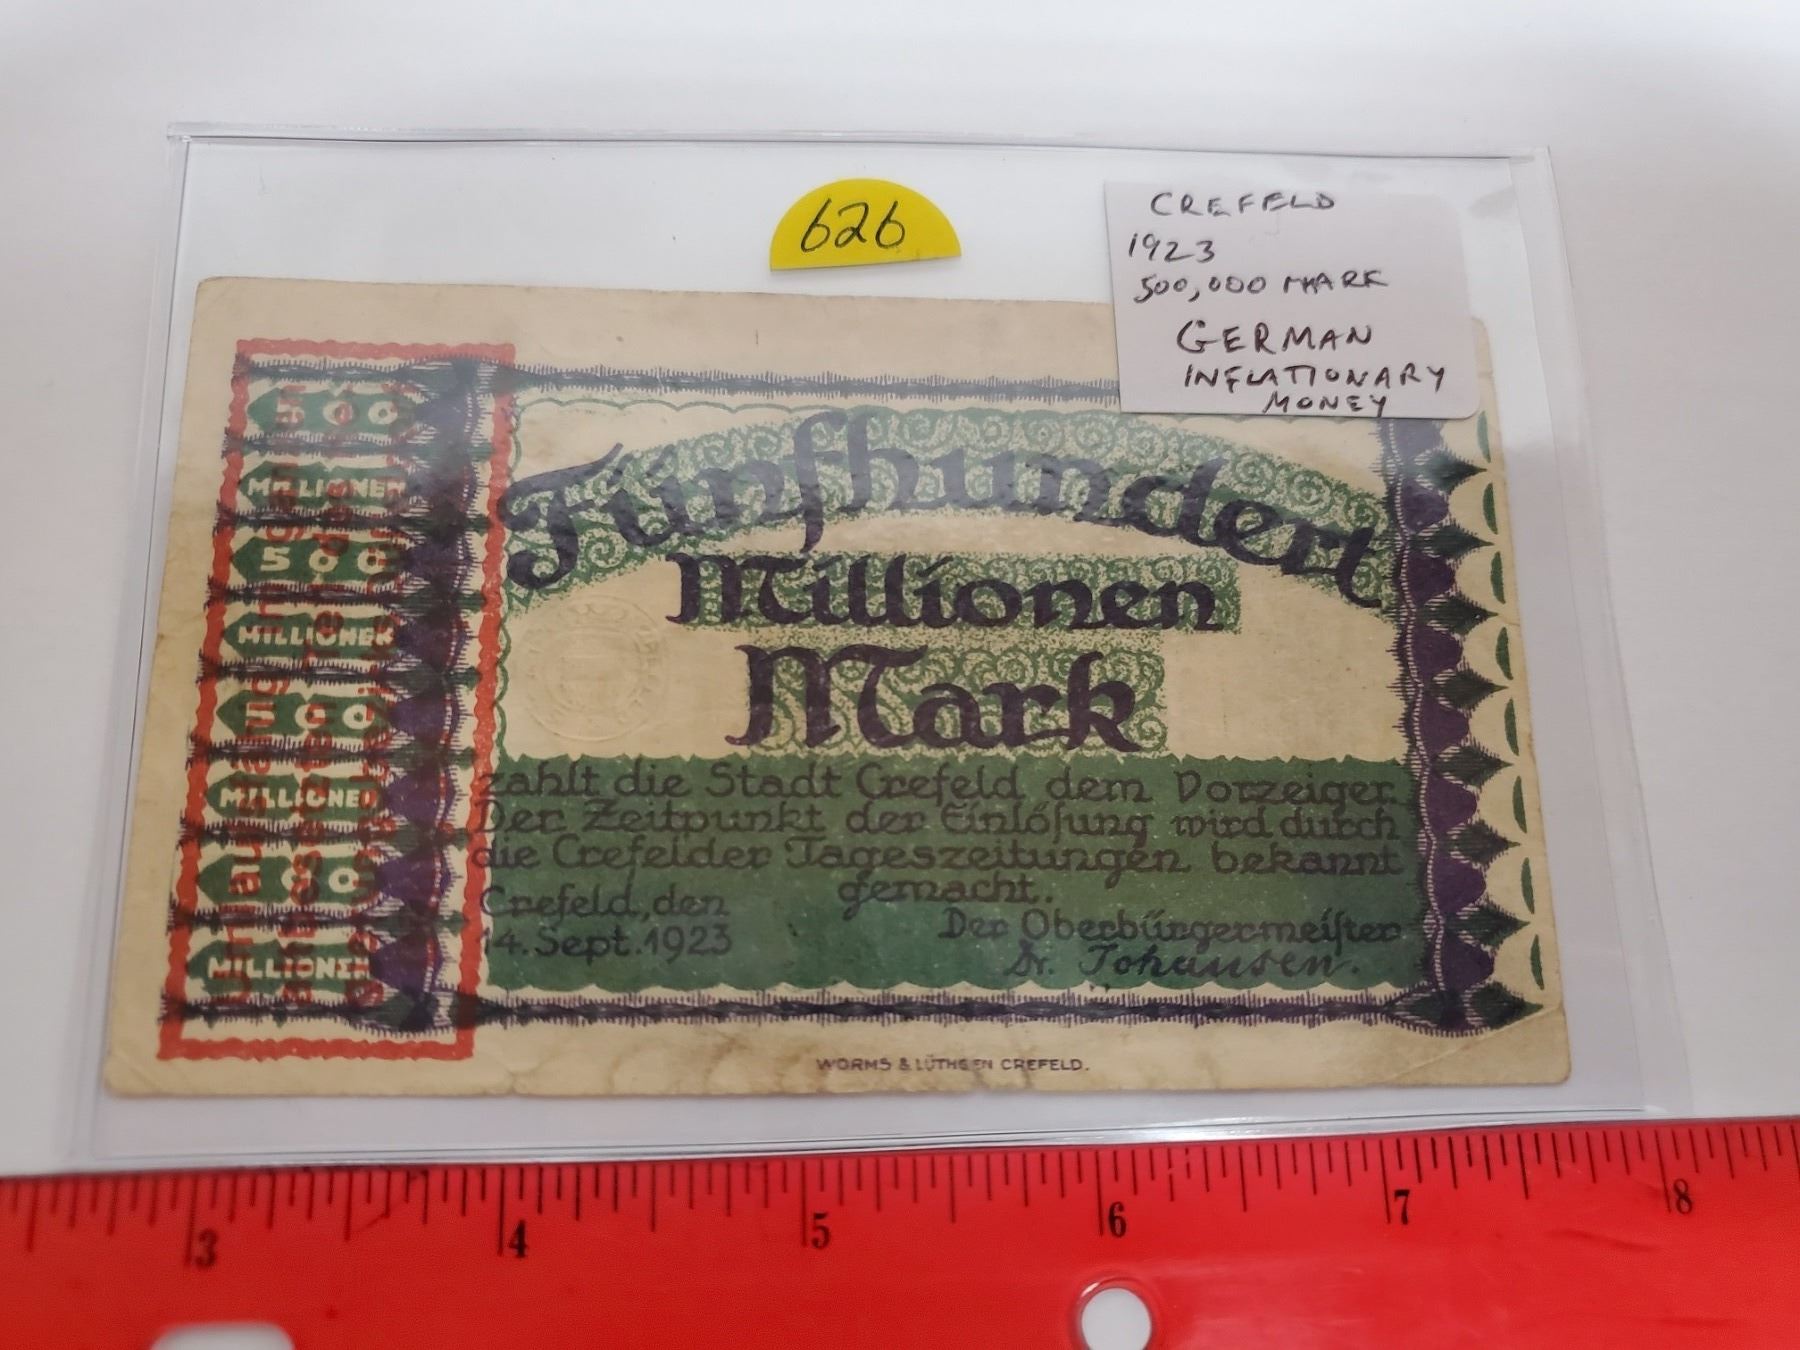 626
CREFELD
1923
500,000 MARK
GERMAN
INFLATIONARY
MONEY
500
MILLIONEN
500
MILLIONEN
500
MILLIONEN
500
MILLIONEN
Fünfhundert
Millionen
Mark
zahlt die Stadt Crefeld dem Vorzeiger.
Der Zeitpunkt der Einlöſung wird durch
die Crefelder Tageszeitungen bekannt
gemacht.
Crefeld, den
14. Sept. 1923
Der Oberbürgermeiſter
Dr. Johansen.
WORMS & LÜTHGEN CREFELD.
3 4 5 6 7 8